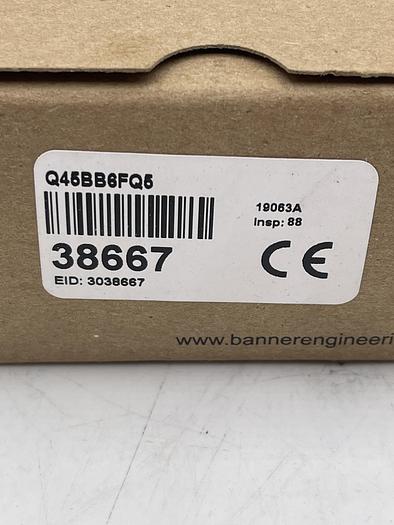 Q45BB6FQ5
19063A
Insp: 88
38667
CE
EID: 3038667
www.bannerengineeri